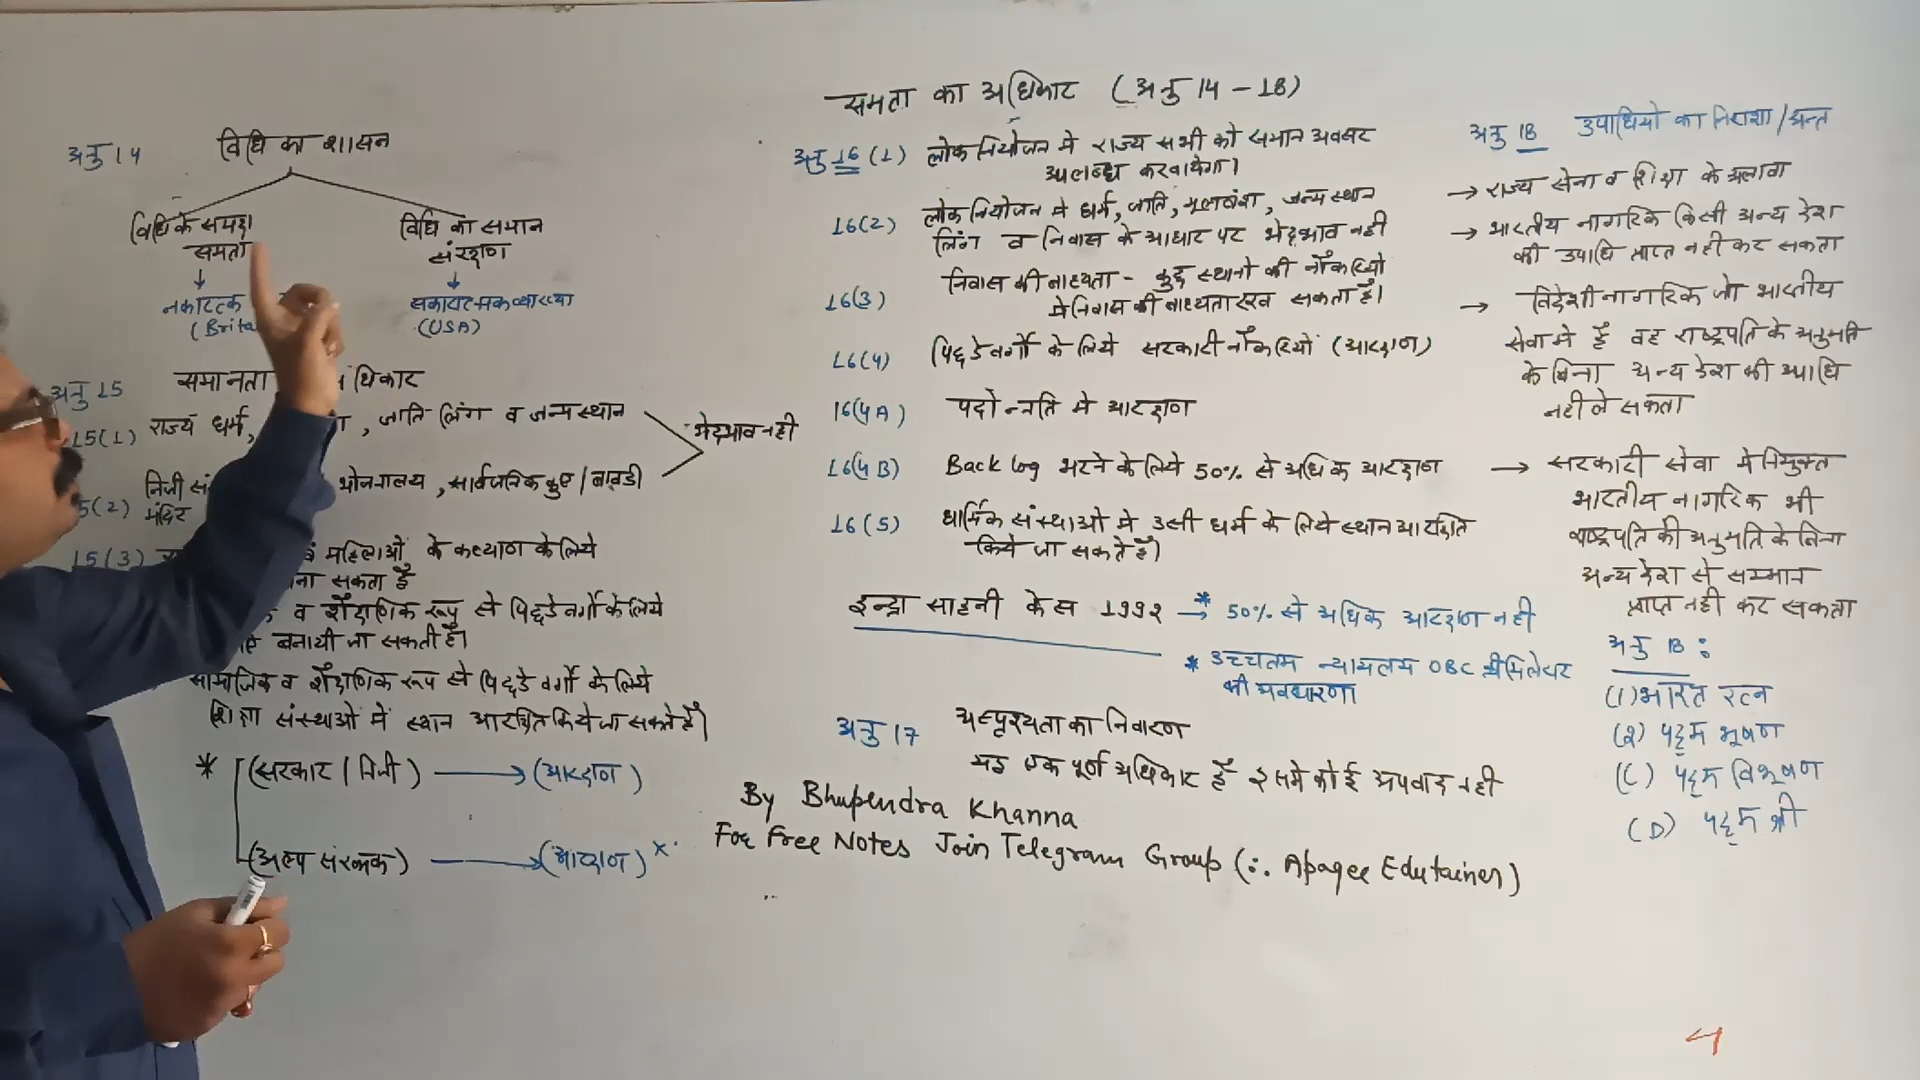 समता का अधिकार (अनु 14 - 18)
अनु 14
विधि का शासन
विधि के समक्ष
समता
नकारात्क
(Brita
विधि का समान
संरक्षण
सकारात्मक व्याख्या
(USA)
अनु 15
समानता
धिकार
15(1) राज्य धर्म, , जाति लिंग व जन्म स्थान
भेदभाव नही
5(2) निजी सं भोजनालय, सार्वजनिक कुए / बावडी
मंदिर
15(3) महिलाओं के कल्याण के लिये
बना सकता है
व शैक्षणिक रूप से पिछडे वर्गो के लिये
बनायी जा सकती है।
सामाजिक व शैक्षणिक रूप से पिछडे वर्गो के लिये
शिक्षा संस्थाओं में स्थान आरक्षित किये जा सकते है।
* (सरकार / निजी) → (आरक्षण)
(अल्प संख्यक) → (आरक्षण) ×
अनु 16 (1) लोक नियोजन मे राज्य सभी को समान अवसर
उपलब्ध करवायेगा।
16(2) लोक नियोजन मे धर्म, जाति, मूलवंश, जन्म स्थान
लिंग व निवास के आधार पर भेदभाव नही
16(3) निवास की बाध्यता - कुछ स्थानो की नौकरियो
मे निवास की बाध्यता रख सकता है।
16(4) पिछडे वर्गो के लिये सरकारी नौकरियों (आरक्षण)
16(4A) पदोन्नति मे आरक्षण
16(4B) Back log भरने के लिये 50% से अधिक आरक्षण
16(5) धार्मिक संस्थाओ मे उसी धर्म के लिये स्थान आरक्षित
किये जा सकते है।
इन्द्रा साहनी केस 1992 → * 50% से अधिक आरक्षण नही
* उच्चतम न्यायलय OBC क्रीमिलेयर
की अवधारणा
अनु 17 अस्पृश्यता का निवारण
यह एक पूर्ण अधिकार है इसमे कोई अपवाद नही
By Bhupendra Khanna
For Free Notes Join Telegram Group (:. Apagee Edutainer)
अनु 18 उपाधियो का / अन्त
→ राज्य सेना व शिक्षा के अलावा
→ भारतीय नागरिक किसी अन्य देश
की उपाधि प्राप्त नही कर सकता
→ विदेशी नागरिक जो भारतीय
सेवा मे है वह राष्ट्रपति के अनुमति
के बिना अन्य देश की उपाधि
नही ले सकता
→ सरकारी सेवा मे नियुक्त
भारतीय नागरिक भी
राष्ट्रपति की अनुमति के बिना
अन्य देश से सम्मान
प्राप्त नही कर सकता
अनु 18 :
(1) भारत रत्न
(2) पद्दम भूषण
(C) पद्दम विभूषण
(D) पद्दम श्री
4